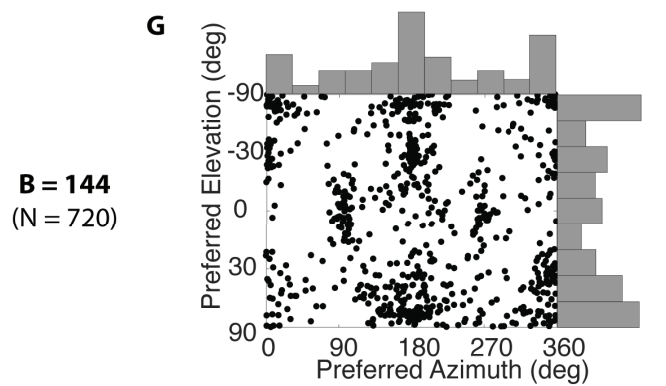 G
B = 144
(N = 720)
Preferred Elevation (deg)
-90
-30
0
30
90
0 90 180 270 360
Preferred Azimuth (deg)